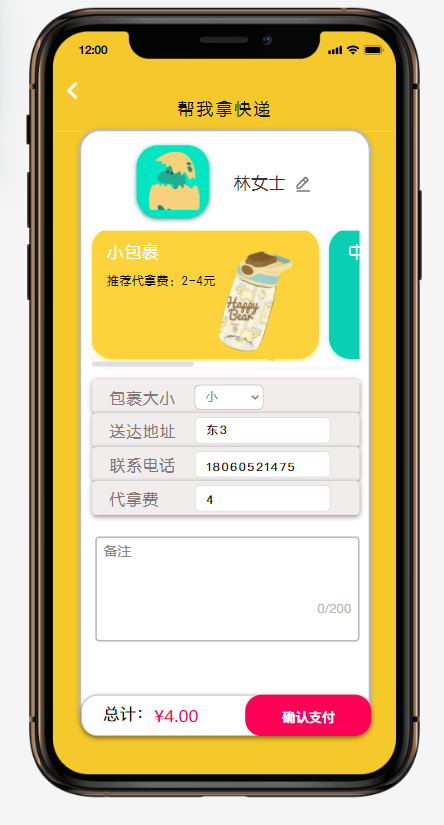 12:00
帮我拿快递
林女士
小包裹
推荐代拿费：2-4元
Happy
Bear
包裹大小 小
送达地址 东3
联系电话 18060521475
代拿费 4
备注
0/200
总计：¥4.00 确认支付